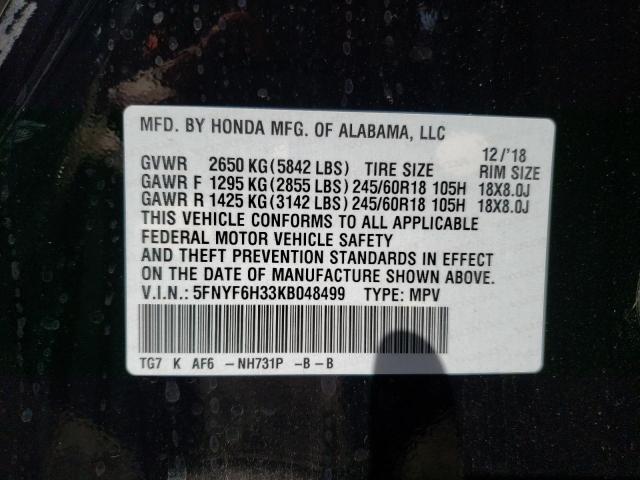 MFD. BY HONDA MFG. OF ALABAMA, LLC
12/'18
GVWR 2650 KG(5842 LBS) TIRE SIZE RIM SIZE
GAWR F 1295 KG(2855 LBS) 245/60R18 105H 18X8.0J
GAWR R 1425 KG(3142 LBS) 245/60R18 105H 18X8.0J
THIS VEHICLE CONFORMS TO ALL APPLICABLE
FEDERAL MOTOR VEHICLE SAFETY
AND THEFT PREVENTION STANDARDS IN EFFECT
ON THE DATE OF MANUFACTURE SHOWN ABOVE.
V.I.N.: 5FNYF6H33KB048499 TYPE: MPV
TG7 K AF6 -NH731P -B-B